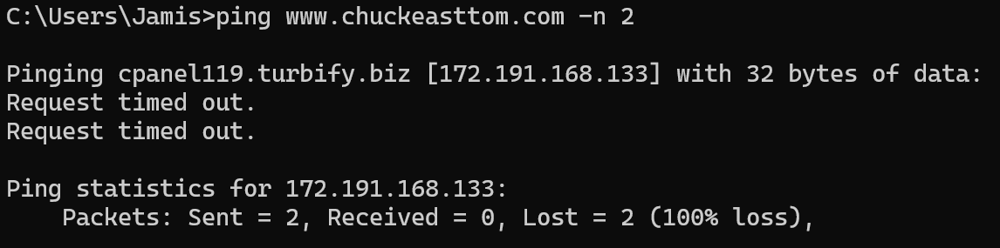 C:\Users\Jamis>ping www.chuckeasttom.com -n 2
Pinging cpanel119.turbify.biz [172.191.168.133] with 32 bytes of data:
Request timed out.
Request timed out.
Ping statistics for 172.191.168.133:
    Packets: Sent = 2, Received = 0, Lost = 2 (100% loss),